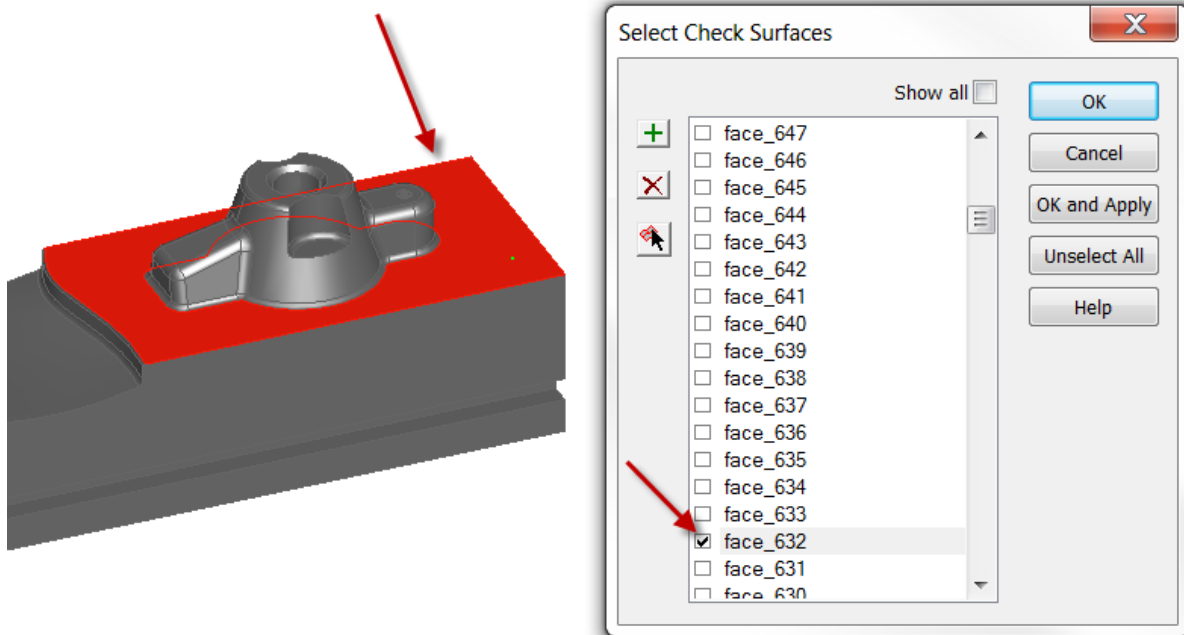 Select Check Surfaces
Show all
face_647
face_646
face_645
face_644
face_643
face_642
face_641
face_640
face_639
face_638
face_637
face_636
face_635
face_634
face_633
face_632
face_631
face_630
OK
Cancel
OK and Apply
Unselect All
Help